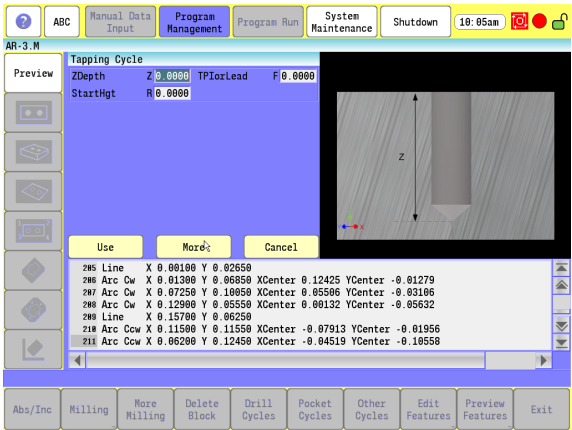 ? ABC Manual Data Input Program Management Program Run System Maintenance Shutdown 10:05am
AR-3.M
Preview
Tapping Cycle
ZDepth Z 0.0000 TPIorLead F 0.0000
StartHgt R 0.0000
Z
X
Use More Cancel
205 Line X 0.00100 Y 0.02650
206 Arc Cw X 0.01300 Y 0.06850 XCenter 0.12425 YCenter -0.01279
207 Arc Cw X 0.07250 Y 0.10050 XCenter 0.05506 YCenter -0.03106
208 Arc Cw X 0.12900 Y 0.05550 XCenter 0.00132 YCenter -0.05632
209 Line X 0.15700 Y 0.06250
210 Arc Ccw X 0.11500 Y 0.11550 XCenter -0.07913 YCenter -0.01956
211 Arc Ccw X 0.06200 Y 0.12450 XCenter -0.04519 YCenter -0.10558
Abs/Inc Milling More Milling Delete Block Drill Cycles Pocket Cycles Other Cycles Edit Features Preview Features Exit